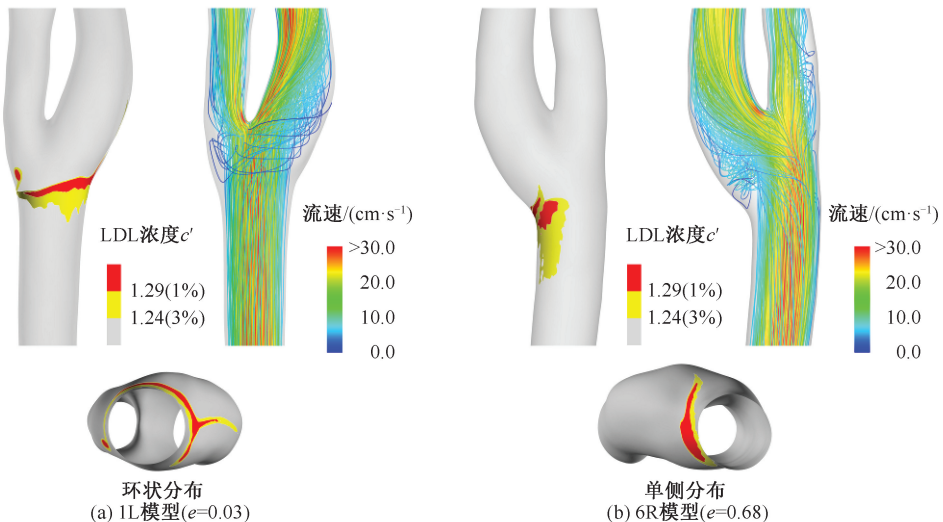 LDL浓度c′
1.29(1%)
1.24(3%)
流速/(cm·s⁻¹)
>30.0
20.0
10.0
0.0
环状分布
(a) 1L模型(e=0.03)
LDL浓度c′
1.29(1%)
1.24(3%)
流速/(cm·s⁻¹)
>30.0
20.0
10.0
0.0
单侧分布
(b) 6R模型(e=0.68)